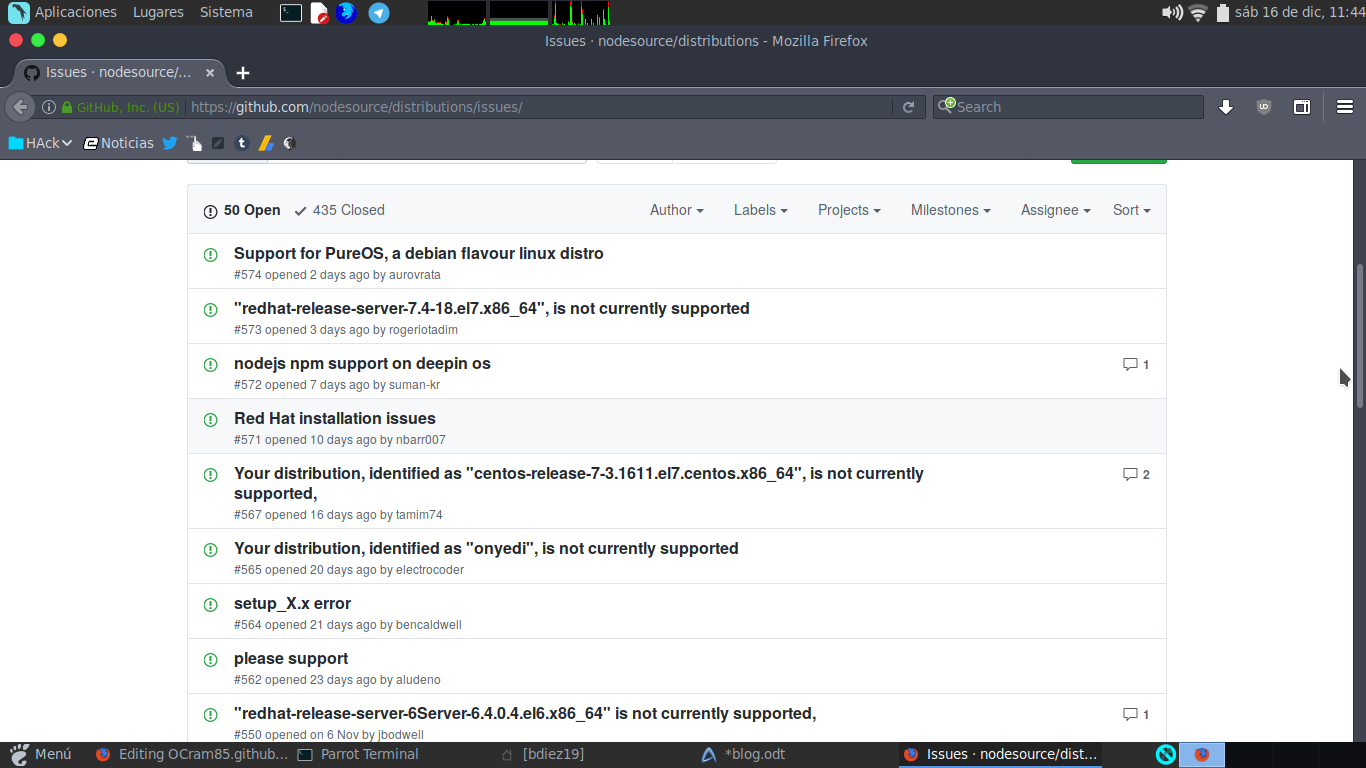 Aplicaciones Lugares Sistema
sáb 16 de dic, 11:44
Issues · nodesource/distributions - Mozilla Firefox
Issues · nodesource/...
GitHub, Inc. (US) https://github.com/nodesource/distributions/issues/
Search
HAck Noticias
50 Open 435 Closed Author Labels Projects Milestones Assignee Sort
Support for PureOS, a debian flavour linux distro
#574 opened 2 days ago by aurovrata
"redhat-release-server-7.4-18.el7.x86_64", is not currently supported
#573 opened 3 days ago by rogeriotadim
nodejs npm support on deepin os 1
#572 opened 7 days ago by suman-kr
Red Hat installation issues
#571 opened 10 days ago by nbarr007
Your distribution, identified as "centos-release-7-3.1611.el7.centos.x86_64", is not currently 2
supported,
#567 opened 16 days ago by tamim74
Your distribution, identified as "onyedi", is not currently supported
#565 opened 20 days ago by electrocoder
setup_X.x error
#564 opened 21 days ago by bencaldwell
please support
#562 opened 23 days ago by aludeno
"redhat-release-server-6Server-6.4.0.4.el6.x86_64" is not currently supported, 1
#550 opened on 6 Nov by jbodwell
Menú Editing OCram85.github... Parrot Terminal [bdiez19] *blog.odt Issues · nodesource/dist...